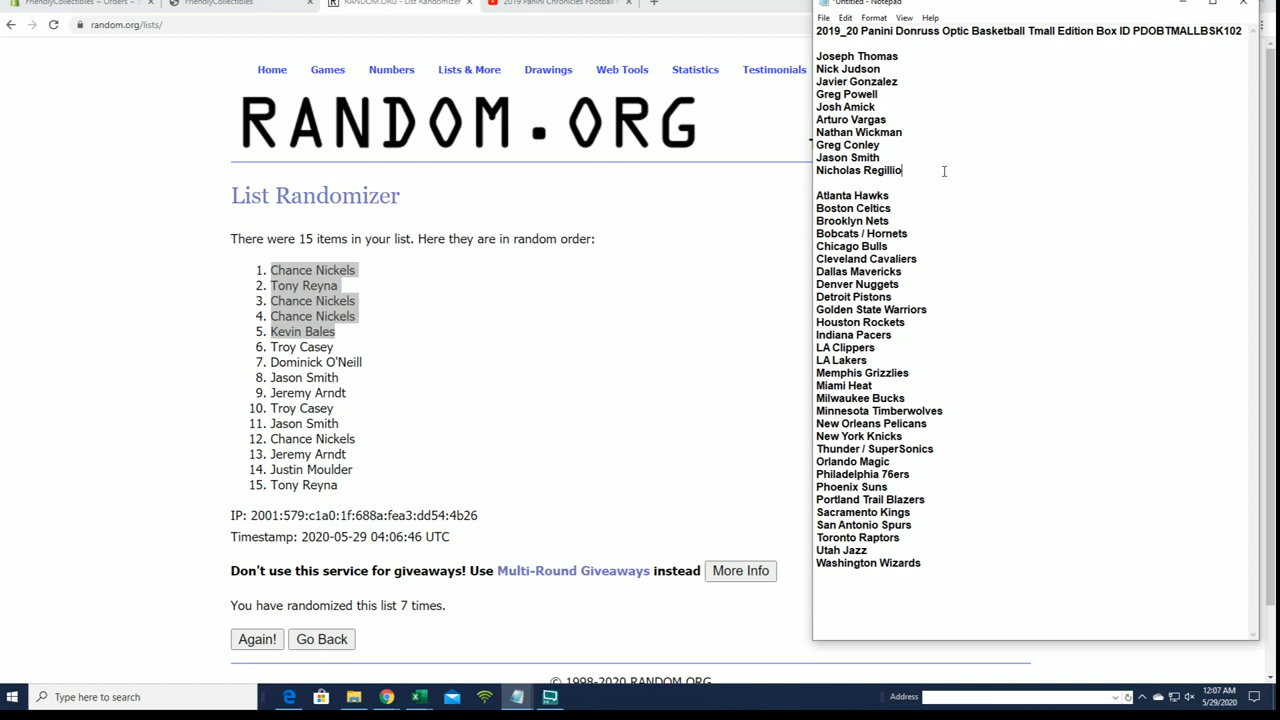 FriendlyCollectibles ~ Orders ~
FriendlyCollectibles
RANDOM.ORG - List Randomizer
2019 Panini Chronicles Football
random.org/lists/
Home Games Numbers Lists & More Drawings Web Tools Statistics Testimonials
RANDOM.ORG
List Randomizer
There were 15 items in your list. Here they are in random order:
1. Chance Nickels
2. Tony Reyna
3. Chance Nickels
4. Chance Nickels
5. Kevin Bales
6. Troy Casey
7. Dominick O'Neill
8. Jason Smith
9. Jeremy Arndt
10. Troy Casey
11. Jason Smith
12. Chance Nickels
13. Jeremy Arndt
14. Justin Moulder
15. Tony Reyna
IP: 2001:579:c1a0:1f:688a:fea3:dd54:4b26
Timestamp: 2020-05-29 04:06:46 UTC
Don't use this service for giveaways! Use Multi-Round Giveaways instead More Info
You have randomized this list 7 times.
Again! Go Back
© 1998-2020 RANDOM.ORG
*Untitled - Notepad
File Edit Format View Help
2019_20 Panini Donruss Optic Basketball Tmall Edition Box ID PDOBTMALLBSK102
Joseph Thomas
Nick Judson
Javier Gonzalez
Greg Powell
Josh Amick
Arturo Vargas
Nathan Wickman
Greg Conley
Jason Smith
Nicholas Regillio
Atlanta Hawks
Boston Celtics
Brooklyn Nets
Bobcats / Hornets
Chicago Bulls
Cleveland Cavaliers
Dallas Mavericks
Denver Nuggets
Detroit Pistons
Golden State Warriors
Houston Rockets
Indiana Pacers
LA Clippers
LA Lakers
Memphis Grizzlies
Miami Heat
Milwaukee Bucks
Minnesota Timberwolves
New Orleans Pelicans
New York Knicks
Thunder / SuperSonics
Orlando Magic
Philadelphia 76ers
Phoenix Suns
Portland Trail Blazers
Sacramento Kings
San Antonio Spurs
Toronto Raptors
Utah Jazz
Washington Wizards
Type here to search
Address
12:07 AM
5/29/2020